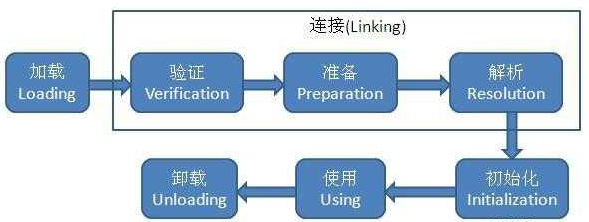 连接(Linking)
加载
Loading
验证
Verification
准备
Preparation
解析
Resolution
初始化
Initialization
使用
Using
卸载
Unloading